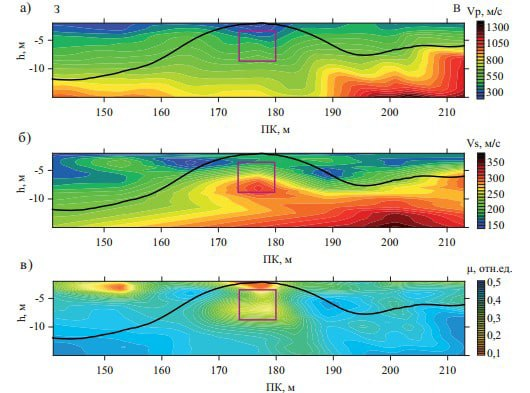 а) З В Vp, м/с
h, м -5 -10 1300 1050 800 550 300
150 160 170 180 190 200 210
ПК, м
б) Vs, м/с
h, м -5 -10 350 300 250 200 150
150 160 170 180 190 200 210
ПК, м
в) μ, отн.ед.
h, м -5 -10 0,5 0,4 0,3 0,2 0,1
150 160 170 180 190 200 210
ПК, м